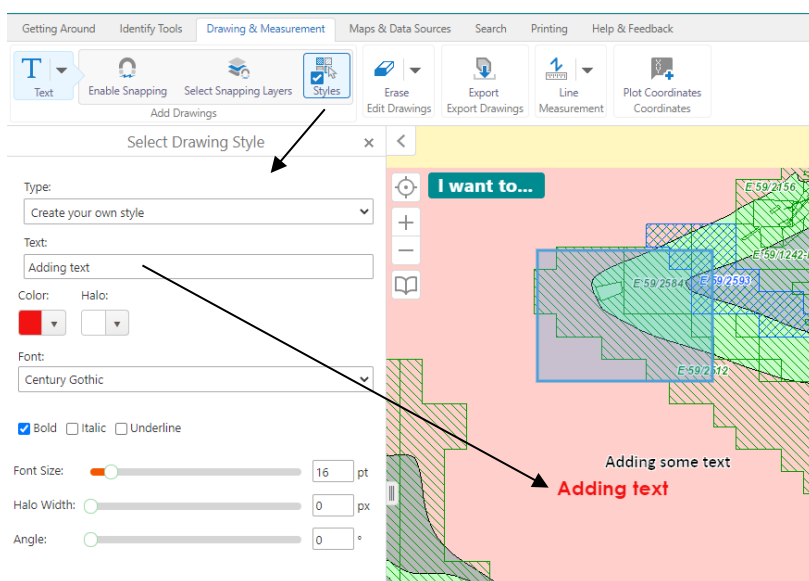 Getting Around Identify Tools Drawing & Measurement Maps & Data Sources Search Printing Help & Feedback
Text Enable Snapping Select Snapping Layers Styles Erase Export Line Plot Coordinates
Add Drawings Edit Drawings Export Drawings Measurement Coordinates
Select Drawing Style
Type:
Create your own style
Text:
Adding text
Color: Halo:
Font:
Century Gothic
Bold Italic Underline
Font Size: 16 pt
Halo Width: 0 px
Angle: 0 °
I want to...
E 59/2156
E 59/1242-
E 59/2584
E 59/2593
E 59/2512
Adding some text
Adding text